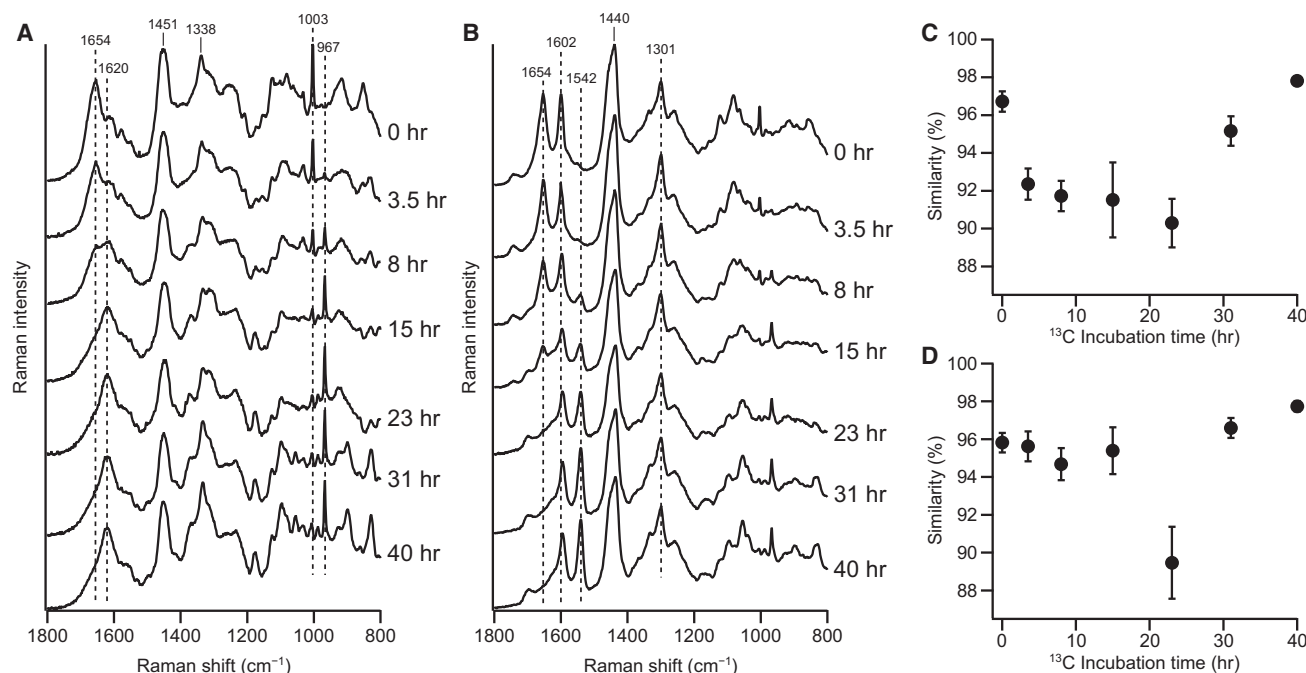 A
1654
1620
1451
1338
1003
967
0 hr
3.5 hr
8 hr
15 hr
23 hr
31 hr
40 hr
Raman intensity
1800 1600 1400 1200 1000 800
Raman shift (cm⁻¹)
B
1654
1602
1542
1440
1301
0 hr
3.5 hr
8 hr
15 hr
23 hr
31 hr
40 hr
Raman intensity
1800 1600 1400 1200 1000 800
Raman shift (cm⁻¹)
C
100
98
96
94
92
90
88
Similarity (%)
0 10 20 30 40
¹³C Incubation time (hr)
D
100
98
96
94
92
90
88
Similarity (%)
0 10 20 30 40
¹³C Incubation time (hr)